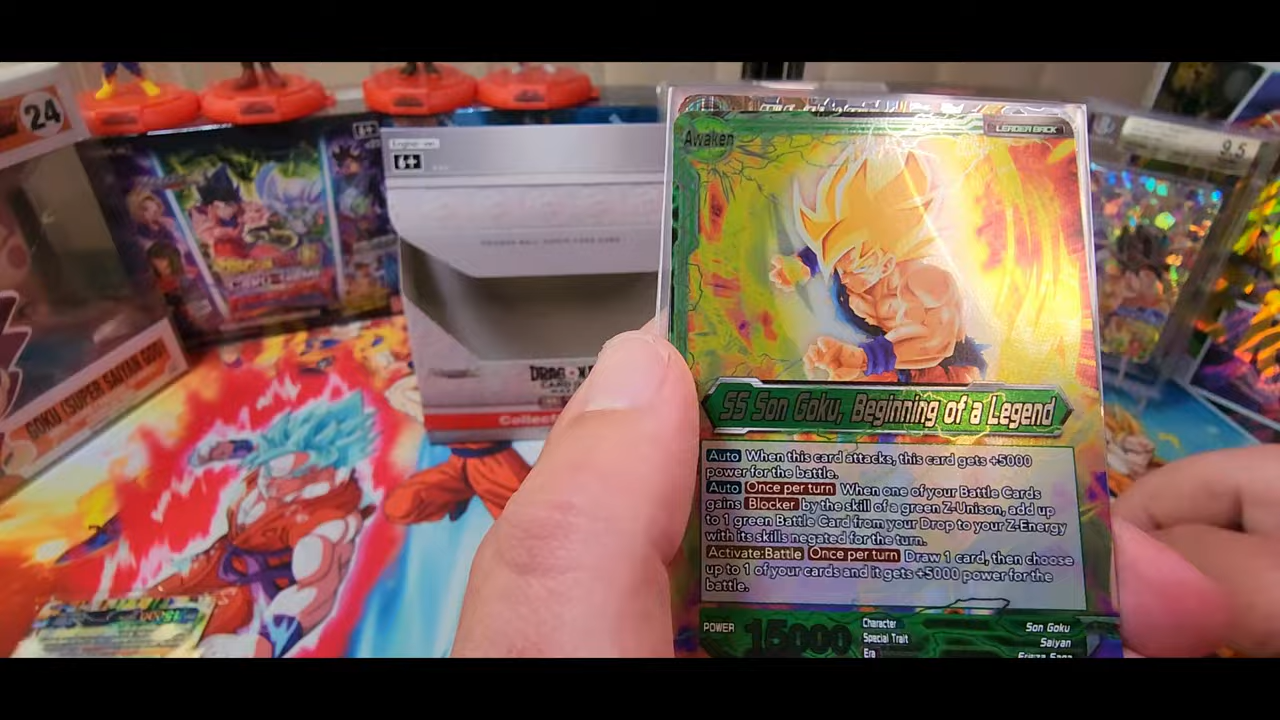 24
GOKU (SUPER SAIYAN GOD)
English ver.
Collect
9.5
LEADER BACK
Awaken
SS Son Goku, Beginning of a Legend
Auto When this card attacks, this card gets +5000
power for the battle.
Auto Once per turn When one of your Battle Cards
gains Blocker by the skill of a green Z-Unison, add up
to 1 green Battle Card from your Drop to your Z-Energy
with its skills negated for the turn.
Activate:Battle Once per turn Draw 1 card, then choose
up to 1 of your cards and it gets +5000 power for the
battle.
POWER 15000
Character Son Goku
Special Trait Saiyan
Era Frieza Saga